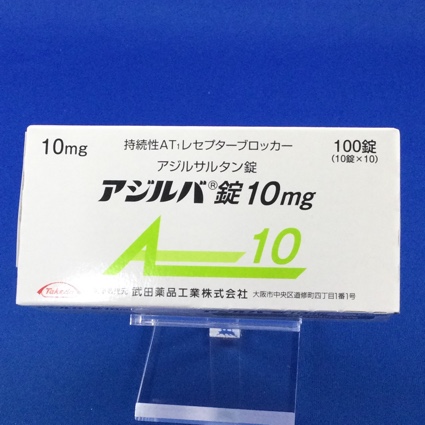 10mg
持続性AT1レセプターブロッカー
100錠
(10錠×10)
アジルサルタン錠
アジルバ®錠10mg
10
Takeda
武田薬品工業株式会社
大阪市中央区道修町四丁目1番1号